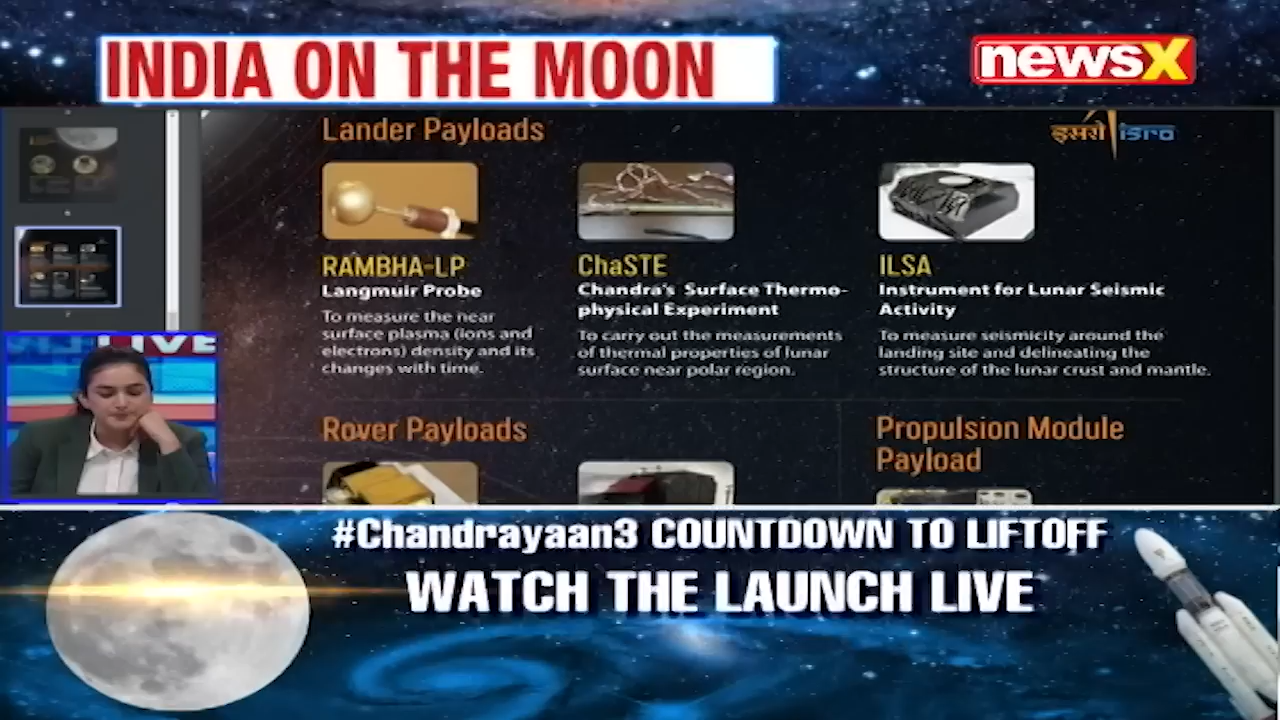 INDIA ON THE MOON
newsX
Lander Payloads
इसरो isro
RAMBHA-LP
Langmuir Probe
To measure the near
surface plasma (ions and
electrons) density and its
changes with time.
ChaSTE
Chandra's Surface Thermo-
physical Experiment
To carry out the measurements
of thermal properties of lunar
surface near polar region.
ILSA
Instrument for Lunar Seismic
Activity
To measure seismicity around the
landing site and delineating the
structure of the lunar crust and mantle.
LIVE
Rover Payloads
Propulsion Module
Payload
#Chandrayaan3 COUNTDOWN TO LIFTOFF
WATCH THE LAUNCH LIVE